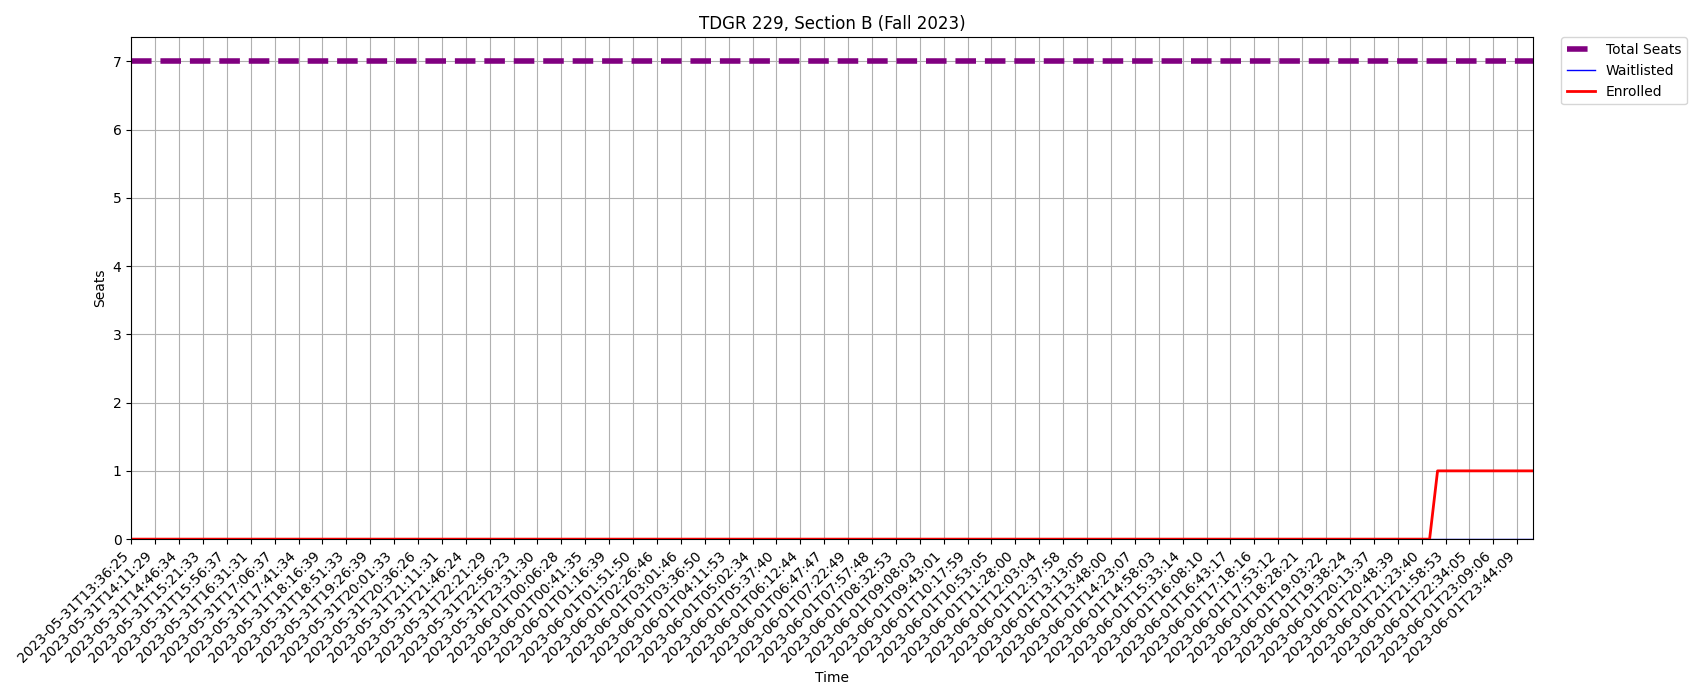 TDGR 229, Section B (Fall 2023)
Total Seats
Waitlisted
Enrolled
7
6
5
4
3
2
1
0
Seats
2023-05-31T13:36:25
2023-05-31T14:11:29
2023-05-31T14:46:34
2023-05-31T15:21:33
2023-05-31T15:56:37
2023-05-31T16:31:31
2023-05-31T17:06:37
2023-05-31T17:41:34
2023-05-31T18:16:39
2023-05-31T18:51:33
2023-05-31T19:26:39
2023-05-31T20:01:33
2023-05-31T20:36:26
2023-05-31T21:11:31
2023-05-31T21:46:24
2023-05-31T22:21:29
2023-05-31T22:56:23
2023-05-31T23:31:30
2023-06-01T00:06:28
2023-06-01T00:41:35
2023-06-01T01:16:39
2023-06-01T01:51:50
2023-06-01T02:26:46
2023-06-01T03:01:46
2023-06-01T03:36:50
2023-06-01T04:11:53
2023-06-01T05:02:34
2023-06-01T05:37:40
2023-06-01T06:12:44
2023-06-01T06:47:47
2023-06-01T07:22:49
2023-06-01T07:57:48
2023-06-01T08:32:53
2023-06-01T09:08:03
2023-06-01T09:43:01
2023-06-01T10:17:59
2023-06-01T10:53:05
2023-06-01T11:28:00
2023-06-01T12:03:04
2023-06-01T12:37:58
2023-06-01T13:13:05
2023-06-01T13:48:00
2023-06-01T14:23:07
2023-06-01T14:58:03
2023-06-01T15:33:14
2023-06-01T16:08:10
2023-06-01T16:43:17
2023-06-01T17:18:16
2023-06-01T17:53:12
2023-06-01T18:28:21
2023-06-01T19:03:22
2023-06-01T19:38:24
2023-06-01T20:13:37
2023-06-01T20:48:39
2023-06-01T21:23:40
2023-06-01T21:58:53
2023-06-01T22:34:05
2023-06-01T23:09:06
2023-06-01T23:44:09
Time